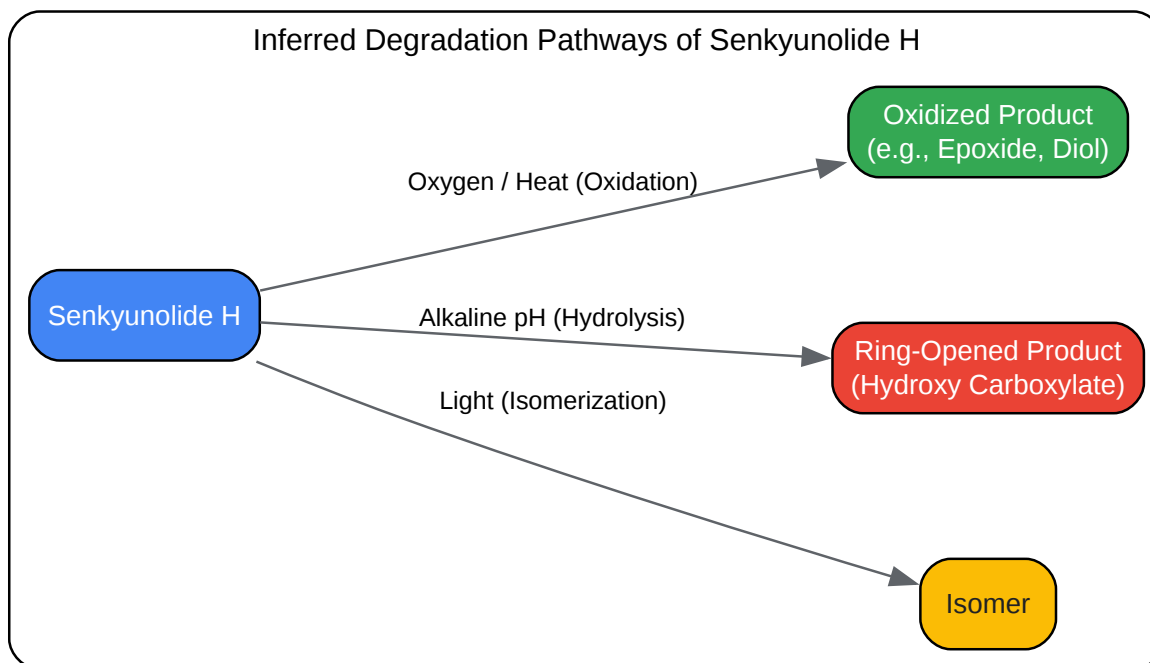 Inferred Degradation Pathways of Senkyunolide H
Oxidized Product
(e.g., Epoxide, Diol)
Oxygen / Heat (Oxidation)
Senkyunolide H
Alkaline pH (Hydrolysis)
Ring-Opened Product
(Hydroxy Carboxylate)
Light (Isomerization)
Isomer